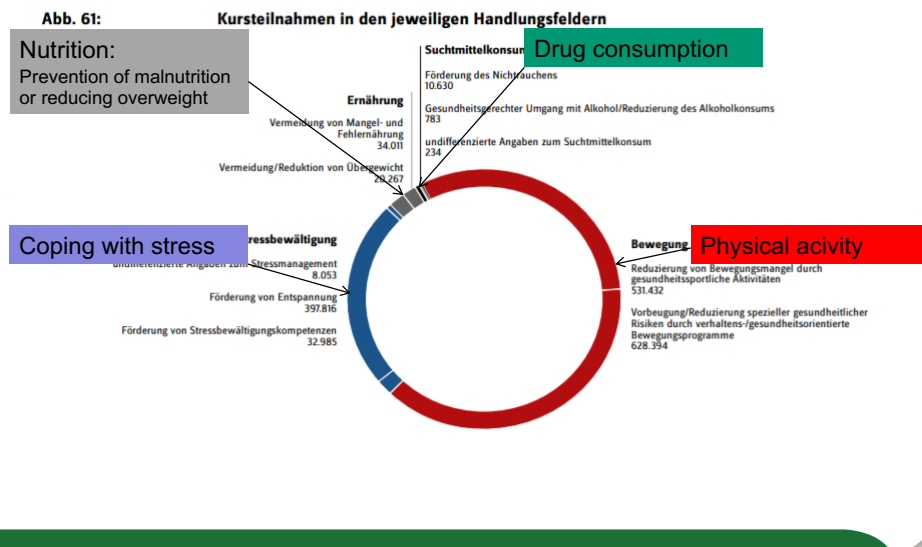 Abb. 61:
Kursteilnahmen in den jeweiligen Handlungsfeldern
Nutrition:
Prevention of malnutrition
or reducing overweight
Drug consumption
Förderung des Nichtrauchens
10.630
Gesundheitsgerechter Umgang mit Alkohol/Reduzierung des Alkoholkonsums
783
undifferenzierte Angaben zum Suchtmittelkonsum
234
Ernährung
Vermeidung von Mangel- und
Fehlernährung
34.011
Vermeidung/Reduktion von Übergewicht
20.267
Coping with stress
undifferenzierte Angaben zum Stressmanagement
8.053
Förderung von Entspannung
397.816
Förderung von Stressbewältigungskompetenzen
32.985
Bewegung
Physical acivity
Reduzierung von Bewegungsmangel durch
gesundheitssportliche Aktivitäten
531.432
Vorbeugung/Reduzierung spezieller gesundheitlicher
Risiken durch verhaltens-/gesundheitsorientierte
Bewegungsprogramme
628.394